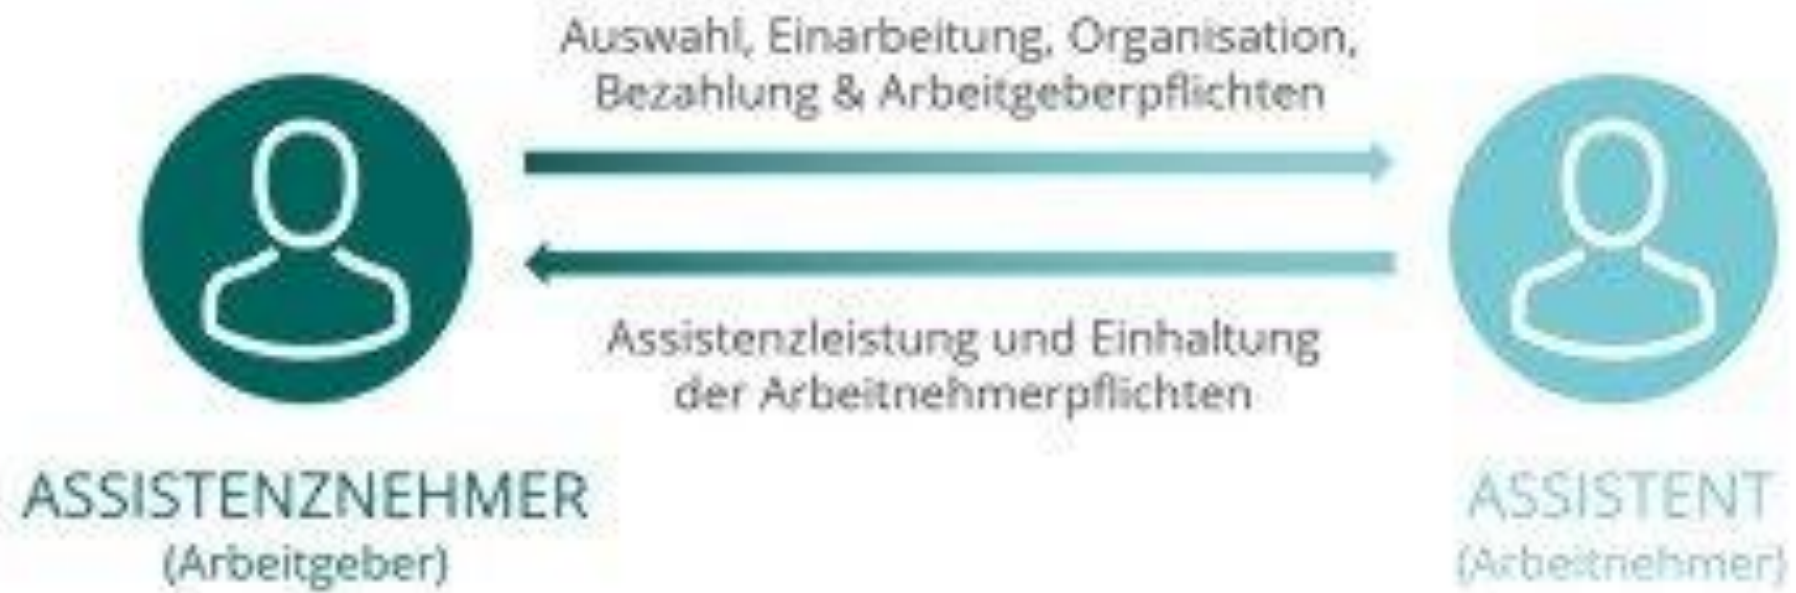 Auswahl, Einarbeitung, Organisation,
Bezahlung & Arbeitgeberpflichten
Assistenzleistung und Einhaltung
der Arbeitnehmerpflichten
ASSISTENZNEHMER
(Arbeitgeber)
ASSISTENT
(Arbeitnehmer)